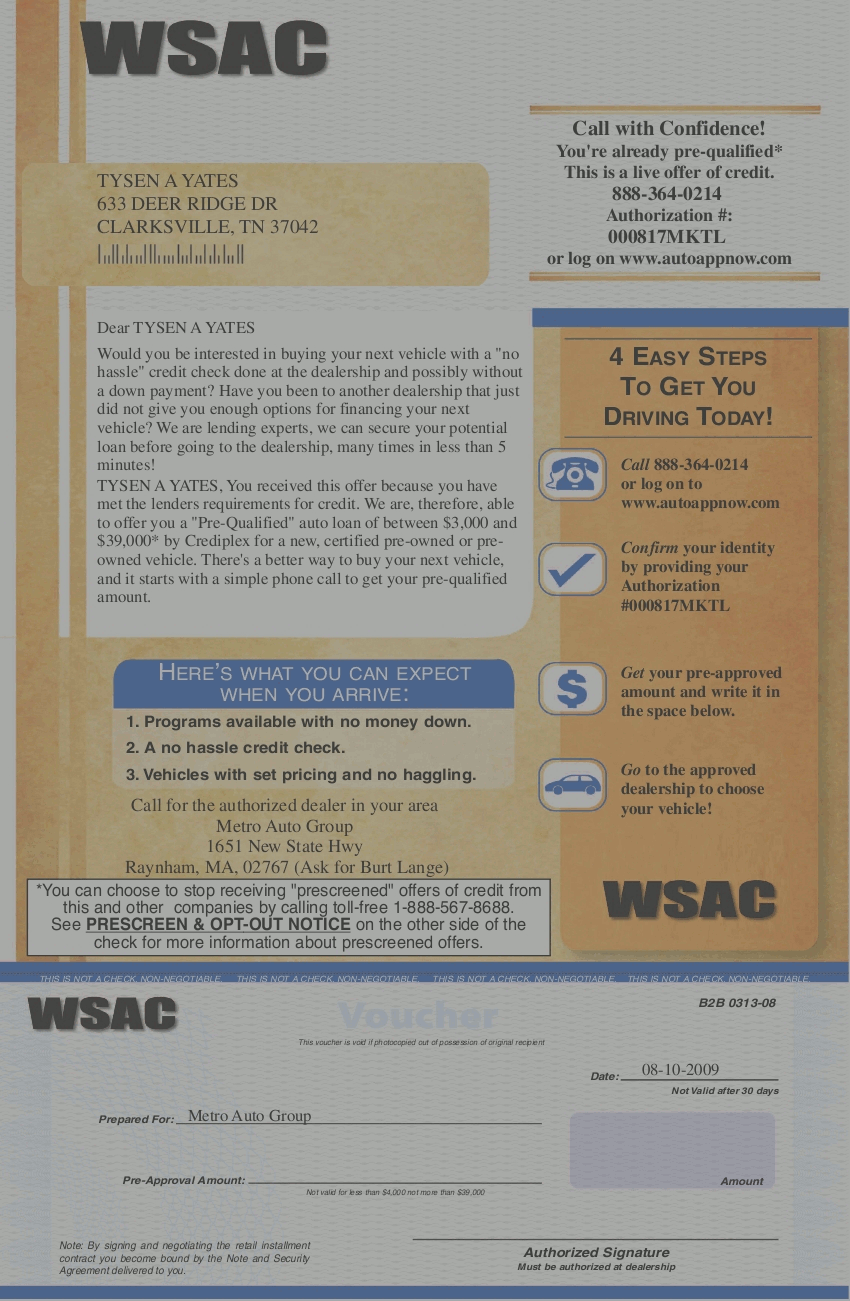 WSAC
Call with Confidence!
You're already pre-qualified*
This is a live offer of credit.
888-364-0214
Authorization #:
000817MKTL
or log on www.autoappnow.com
TYSEN A YATES
633 DEER RIDGE DR
CLARKSVILLE, TN 37042
Dear TYSEN A YATES
Would you be interested in buying your next vehicle with a "no
hassle" credit check done at the dealership and possibly without
a down payment? Have you been to another dealership that just
did not give you enough options for financing your next
vehicle? We are lending experts, we can secure your potential
loan before going to the dealership, many times in less than 5
minutes!
TYSEN A YATES, You received this offer because you have
met the lenders requirements for credit. We are, therefore, able
to offer you a "Pre-Qualified" auto loan of between $3,000 and
$39,000* by Crediplex for a new, certified pre-owned or pre-
owned vehicle. There's a better way to buy your next vehicle,
and it starts with a simple phone call to get your pre-qualified
amount.
4 EASY STEPS
TO GET YOU
DRIVING TODAY!
Call 888-364-0214
or log on to
www.autoappnow.com
Confirm your identity
by providing your
Authorization
#000817MKTL
Get your pre-approved
amount and write it in
the space below.
Go to the approved
dealership to choose
your vehicle!
WSAC
HERE'S WHAT YOU CAN EXPECT
WHEN YOU ARRIVE:
1. Programs available with no money down.
2. A no hassle credit check.
3. Vehicles with set pricing and no haggling.
Call for the authorized dealer in your area
Metro Auto Group
1651 New State Hwy
Raynham, MA, 02767 (Ask for Burt Lange)
*You can choose to stop receiving "prescreened" offers of credit from
this and other companies by calling toll-free 1-888-567-8688.
See PRESCREEN & OPT-OUT NOTICE on the other side of the
check for more information about prescreened offers.
THIS IS NOT A CHECK. NON-NEGOTIABLE. THIS IS NOT A CHECK. NON-NEGOTIABLE. THIS IS NOT A CHECK. NON-NEGOTIABLE. THIS IS NOT A CHECK. NON-NEGOTIABLE.
WSAC
Voucher
B2B 0313-08
This voucher is void if photocopied out of possession of original recipient
Date: 08-10-2009
Not Valid after 30 days
Prepared For: Metro Auto Group
Pre-Approval Amount:
Not valid for less than $4,000 not more than $39,000
Amount
Note: By signing and negotiating the retail installment
contract you become bound by the Note and Security
Agreement delivered to you.
Authorized Signature
Must be authorized at dealership